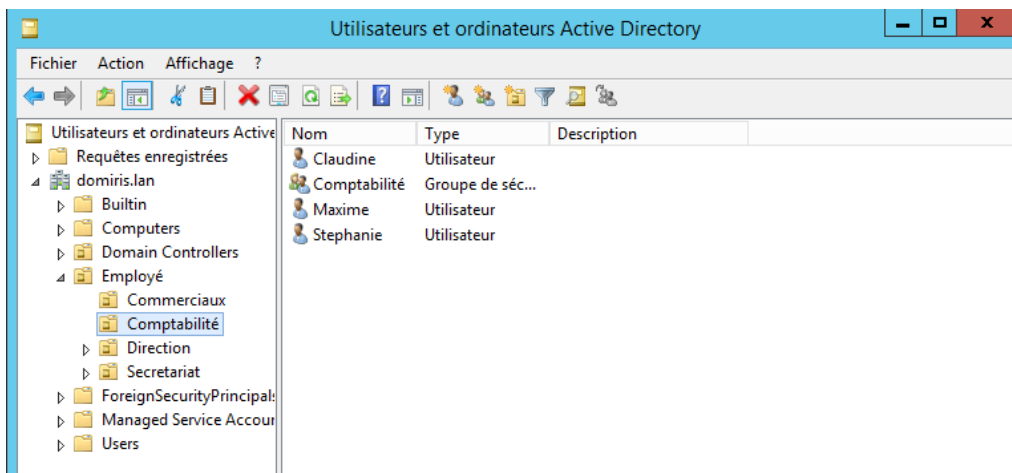 Utilisateurs et ordinateurs Active Directory
Fichier Action Affichage ?
Utilisateurs et ordinateurs Active
Requêtes enregistrées
domiris.lan
Builtin
Computers
Domain Controllers
Employé
Commerciaux
Comptabilité
Direction
Secretariat
ForeignSecurityPrincipals
Managed Service Accour
Users
Nom Type Description
Claudine Utilisateur
Comptabilité Groupe de séc...
Maxime Utilisateur
Stephanie Utilisateur